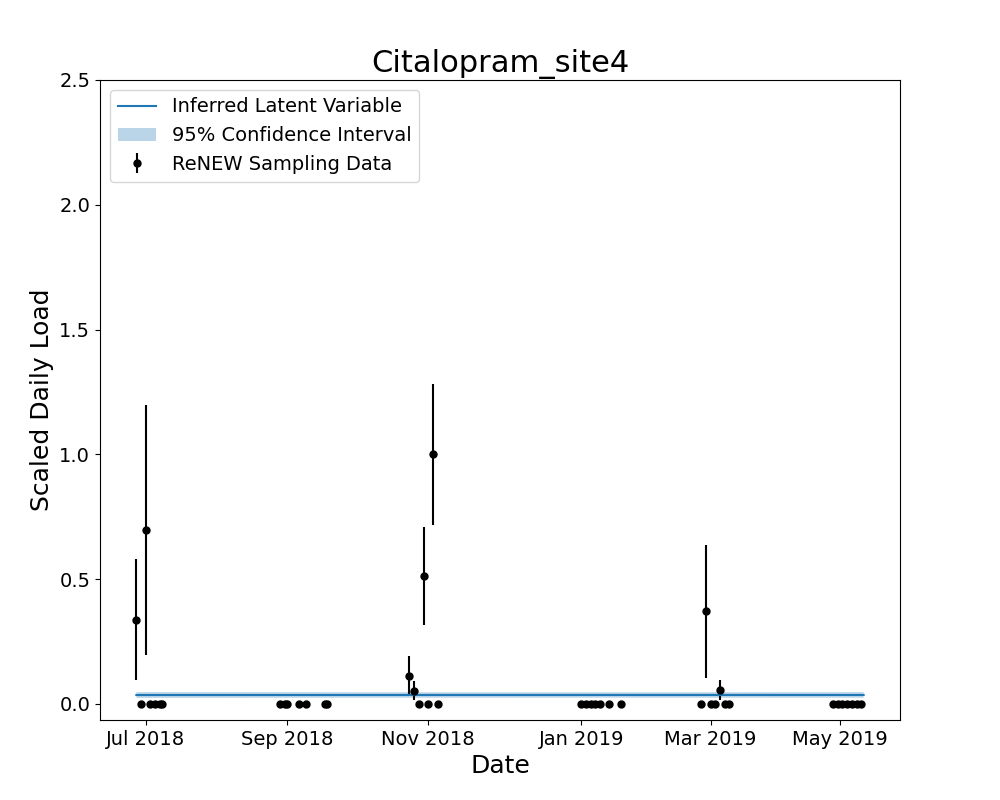 Citalopram_site4
Inferred Latent Variable
95% Confidence Interval
ReNEW Sampling Data
Scaled Daily Load
2.5
2.0
1.5
1.0
0.5
0.0
Jul 2018 Sep 2018 Nov 2018 Jan 2019 Mar 2019 May 2019
Date